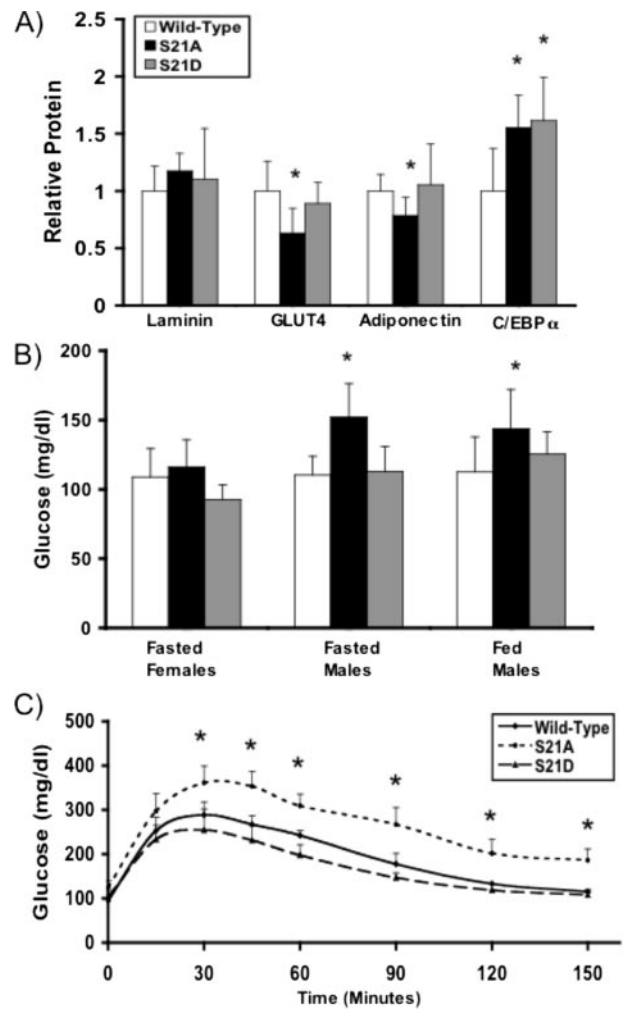 A)
Wild-Type
S21A
S21D
Relative Protein
2.5
2
1.5
1
0.5
0
* * * *
Laminin GLUT4 Adiponectin C/EBPα
B)
Glucose (mg/dl)
200
150
100
50
0
* *
Fasted Females
Fasted Males
Fed Males
C)
Wild-Type
S21A
S21D
Glucose (mg/dl)
500
400
300
200
100
0
* * * * * *
0 30 60 90 120 150
Time (Minutes)